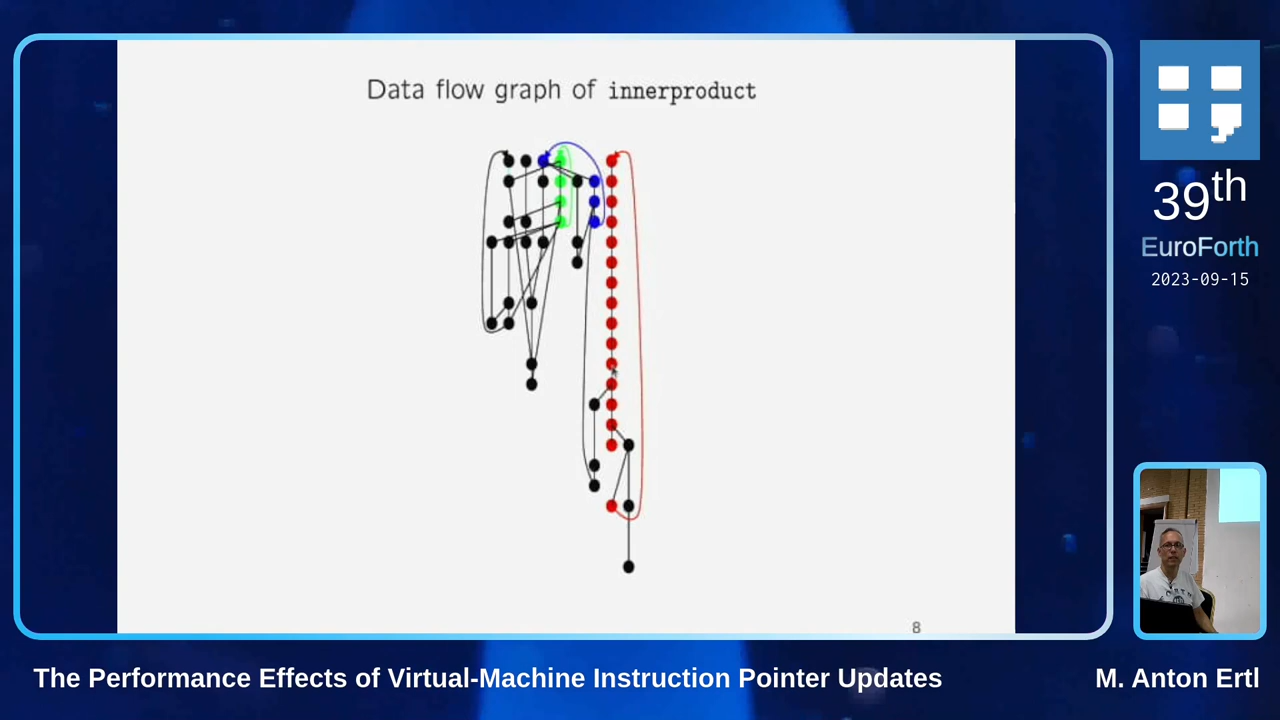 Data flow graph of innerproduct
8
39th
EuroForth
2023-09-15
The Performance Effects of Virtual-Machine Instruction Pointer Updates
M. Anton Ertl